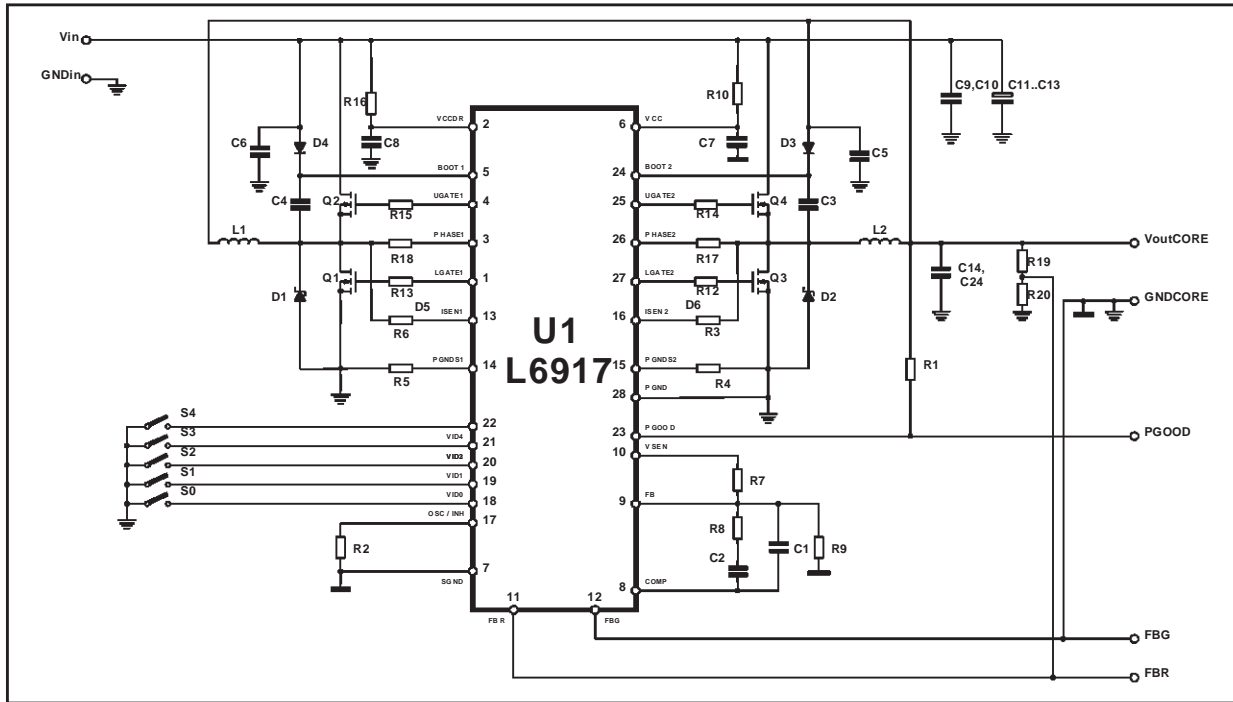 Vin
GNDin
R16
R10
C9,C10
C11..C13
VCCDR
2
6
VCC
C6
D4
C8
C7
D3
C5
BOOT 1
5
24
BOOT 2
C4
Q2
UGATE1
4
25
UGATE2
Q4
C3
R15
R14
L1
PHASE1
3
26
PHASE2
L2
VoutCORE
R18
R17
R19
Q1
LGATE1
1
27
LGATE2
Q3
C14,
C24
D1
R13
R12
D2
R20
GNDCORE
D5
D6
ISEN1
13
16
ISEN 2
R6
R3
U1
L6917
PGNDS1
14
15
PGNDS2
R5
R4
R1
28
PGND
S4
22
23
PGOOD
PGOOD
S3
VID4
21
10
VSEN
S2
VID2
20
R7
S1
VID1
19
S0
VID0
18
9
FB
OSC / INH
17
R8
R2
C1
R9
C2
7
SGND
8
COMP
11
12
FBR
FBG
FBG
FBR